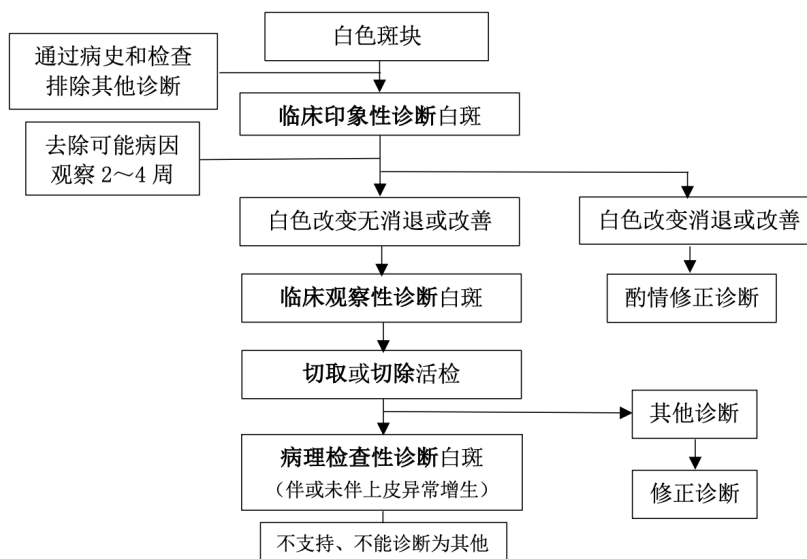 白色斑块
通过病史和检查
排除其他诊断
临床印象性诊断白斑
去除可能病因
观察 2～4 周
白色改变无消退或改善
白色改变消退或改善
临床观察性诊断白斑
酌情修正诊断
切取或切除活检
其他诊断
病理检查性诊断白斑
（伴或未伴上皮异常增生）
修正诊断
不支持、不能诊断为其他